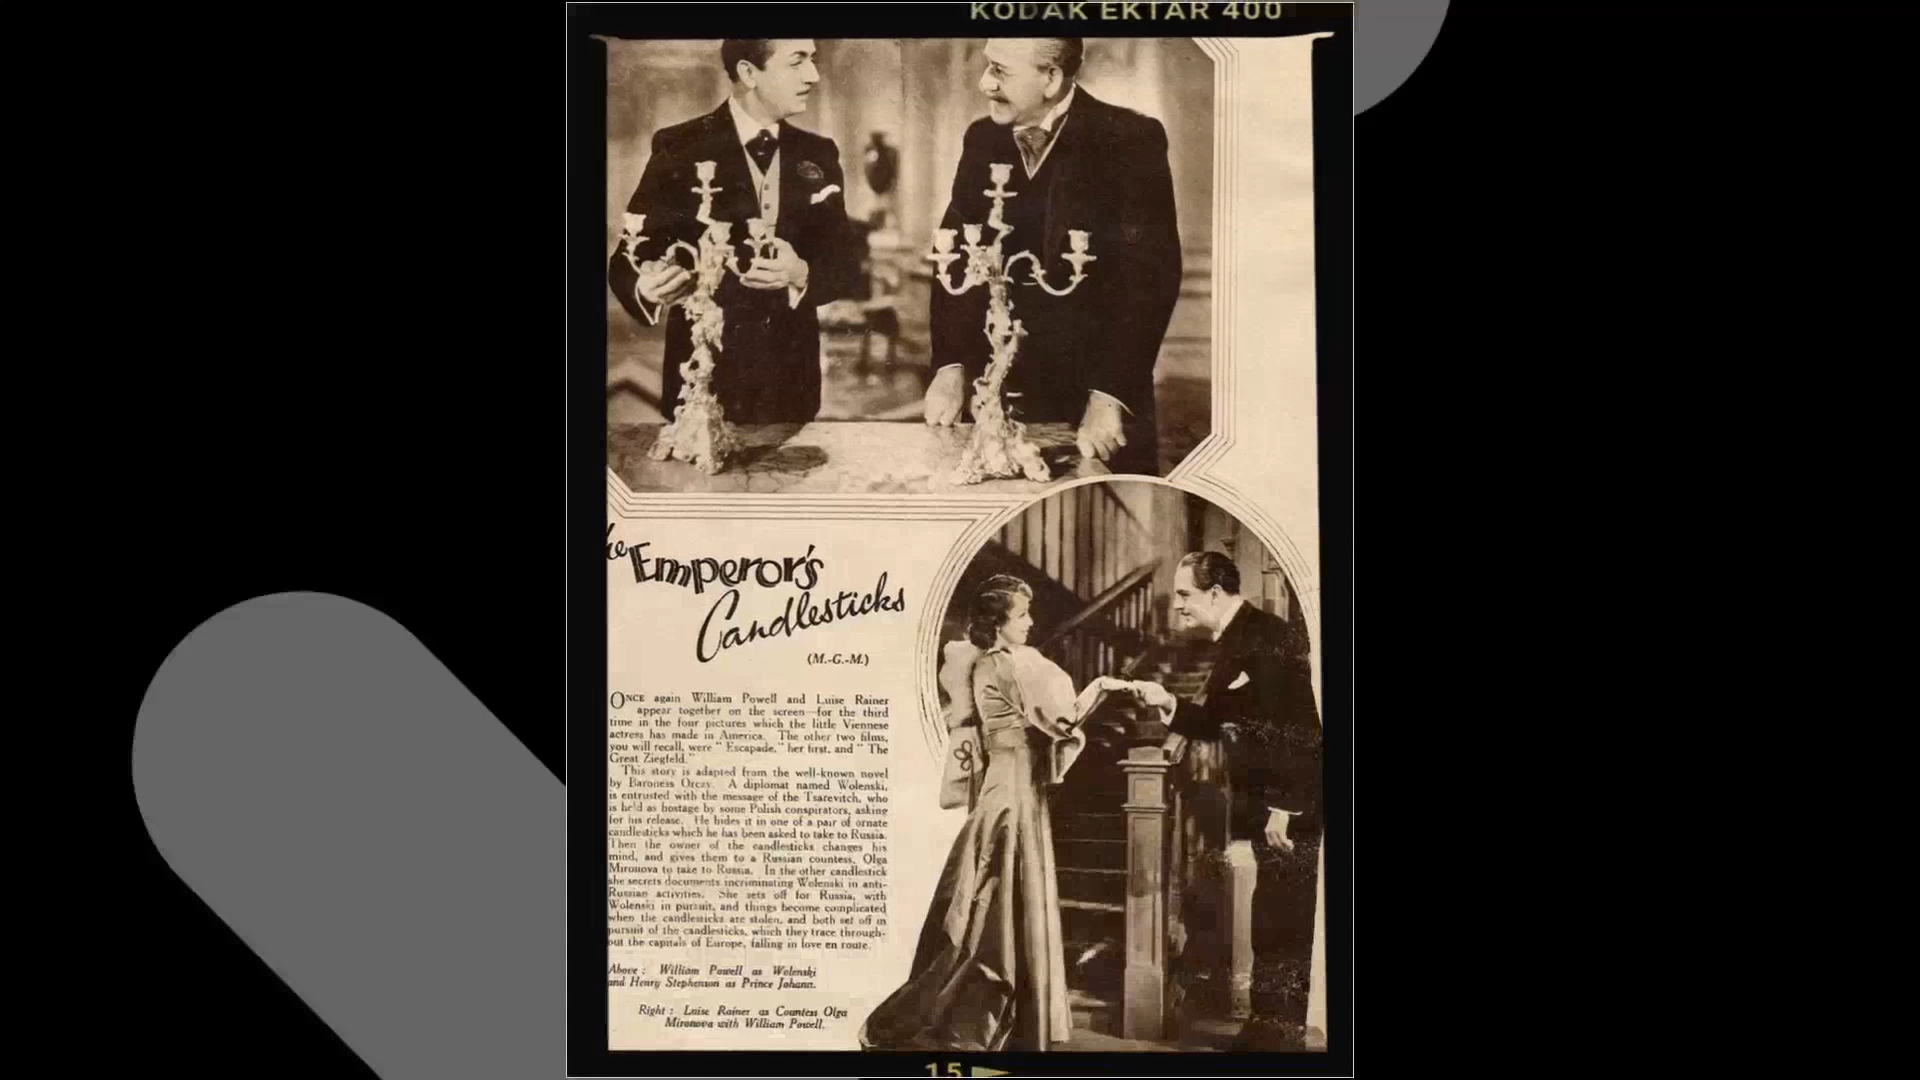 KODAK EKTAR 400
The Emperor's
Candlesticks
(M.-G.-M.)
ONCE again William Powell and Luise Rainer
appear together on the screen—for the third
time in the four pictures which the little Viennese
actress has made in America. The other two films,
you will recall, were "Escapade," her first, and "The
Great Ziegfeld."
This story is adapted from the well-known novel
by Baroness Orczy. A diplomat named Wolenski,
is entrusted with the message of the Tsarevitch, who
is held as hostage by some Polish conspirators, asking
for his release. He hides it in one of a pair of ornate
candlesticks which he has been asked to take to Russia.
Then the owner of the candlesticks changes his
mind, and gives them to a Russian countess, Olga
Mironova to take to Russia. In the other candlestick
she secrets documents incriminating Wolenski in anti-
Russian activities. She sets off for Russia, with
Wolenski in pursuit, and things become complicated
when the candlesticks are stolen, and both set off in
pursuit of the candlesticks, which they trace through-
out the capitals of Europe, falling in love en route.
Above : William Powell as Wolenski
and Henry Stephenson as Prince Johann.
Right : Luise Rainer as Countess Olga
Mironova with William Powell.
15